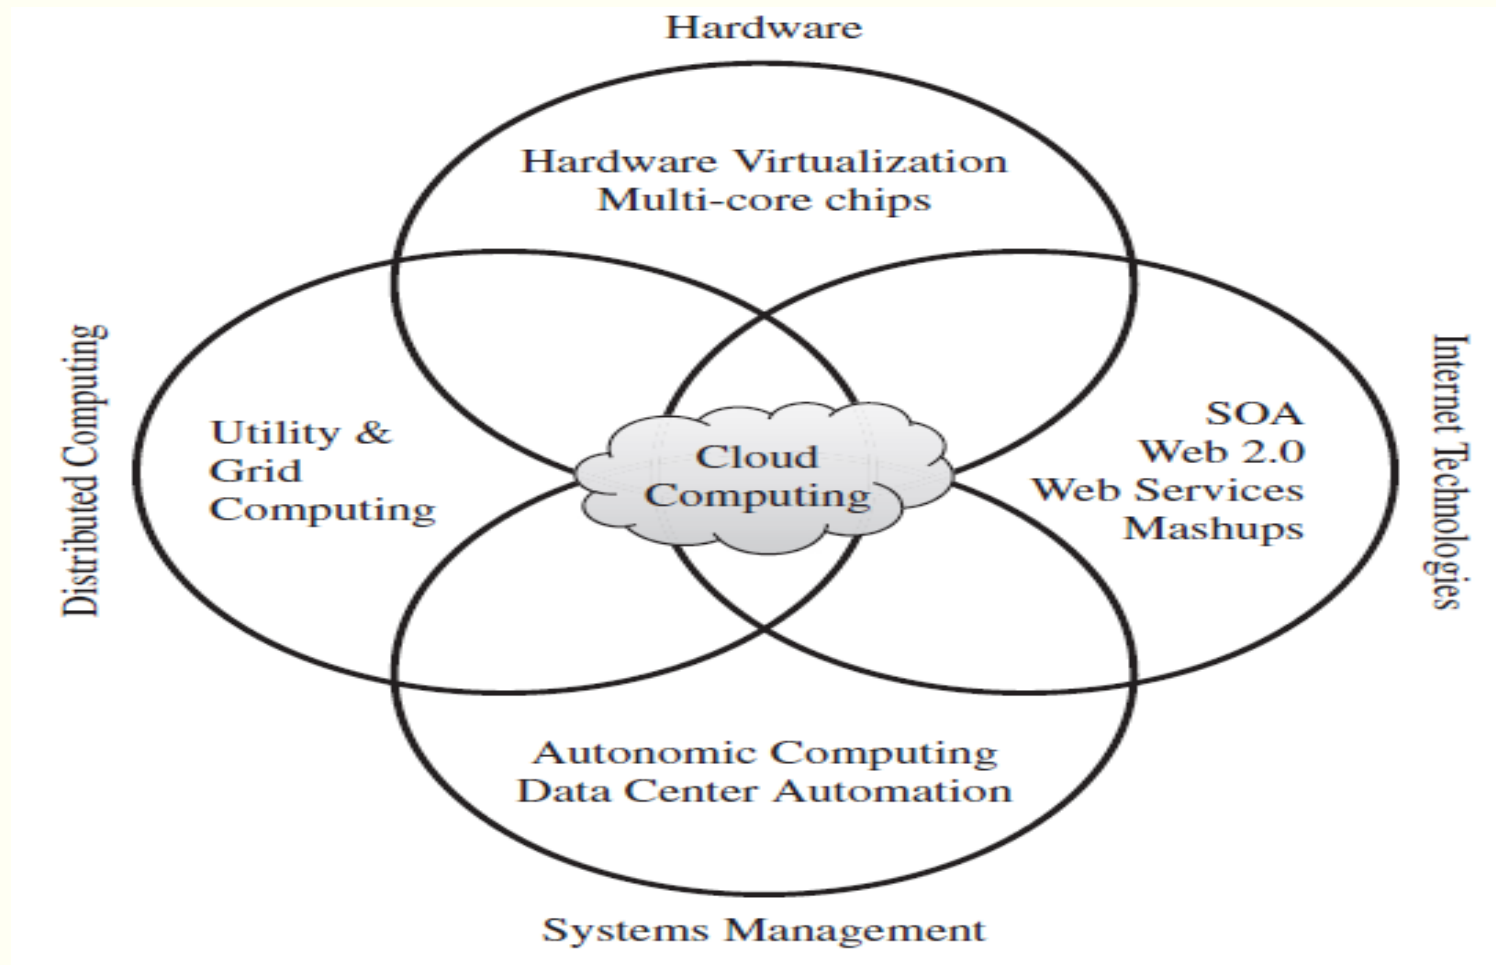 Hardware
Hardware Virtualization
Multi-core chips
Distributed Computing
Utility &
Grid
Computing
Cloud
Computing
SOA
Web 2.0
Web Services
Mashups
Internet Technologies
Autonomic Computing
Data Center Automation
Systems Management